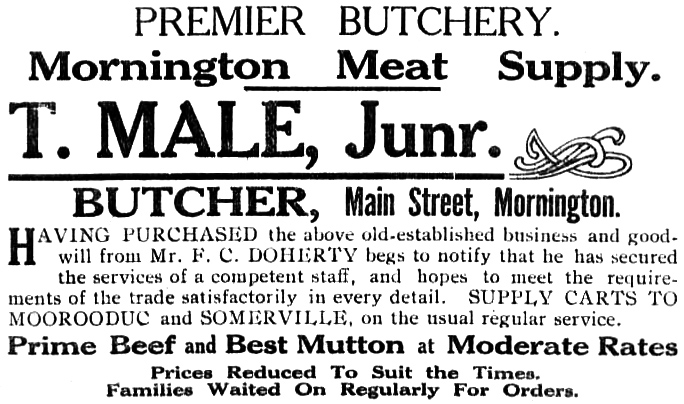 PREMIER BUTCHERY.
Mornington Meat Supply.
T. MALE, Junr.
BUTCHER, Main Street, Mornington.
HAVING PURCHASED the above old-established business and good-
will from Mr. F. C. DOHERTY begs to notify that he has secured
the services of a competent staff, and hopes to meet the require-
ments of the trade satisfactorily in every detail. SUPPLY CARTS TO
MOOROODUC and SOMERVILLE, on the usual regular service.
Prime Beef and Best Mutton at Moderate Rates
Prices Reduced To Suit the Times.
Families Waited On Regularly For Orders.